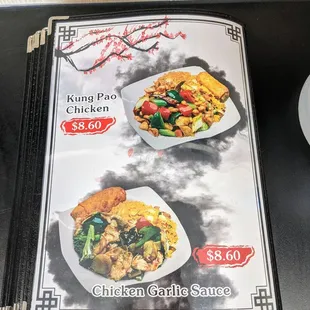 Kung Pao
Chicken
$8.60
$8.60
Chicken Garlic Sauce